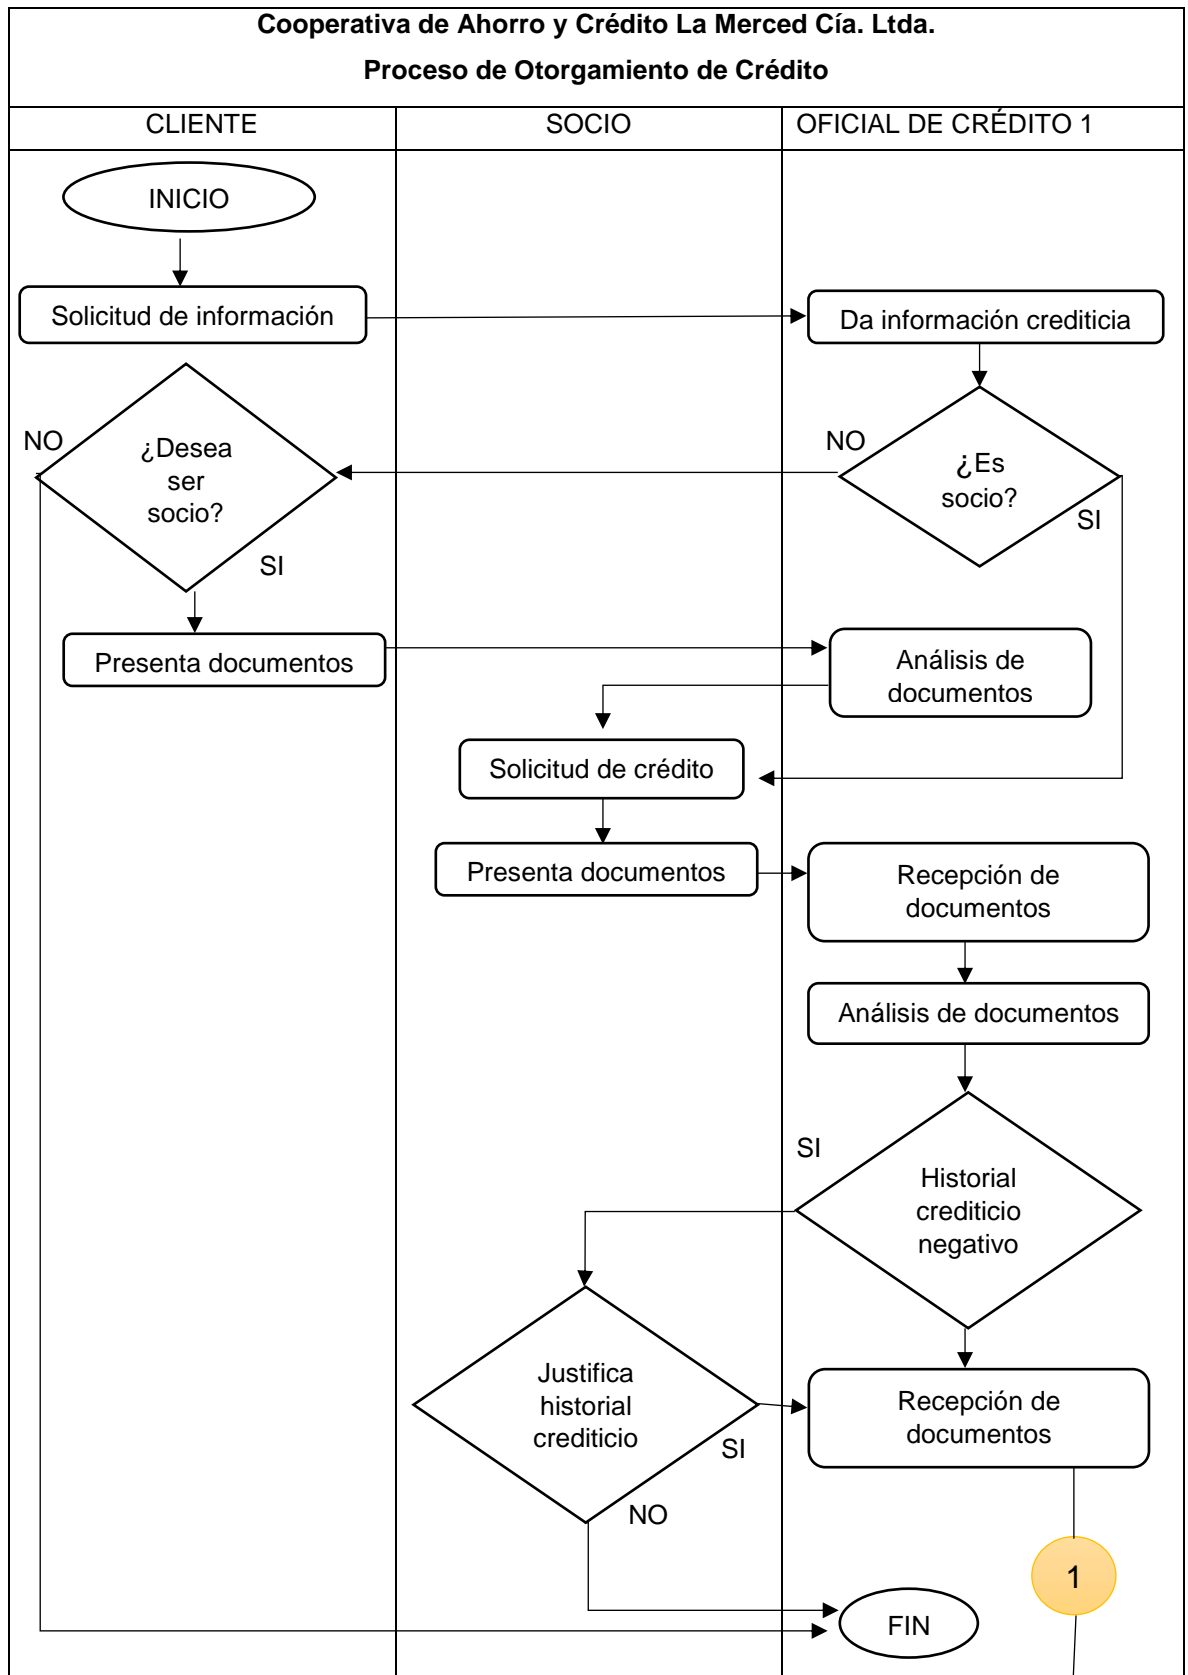 Cooperativa de Ahorro y Crédito La Merced Cía. Ltda.
Proceso de Otorgamiento de Crédito
CLIENTE
SOCIO
OFICIAL DE CRÉDITO 1
INICIO
Solicitud de información
Da información crediticia
NO
¿Desea
ser
socio?
SI
NO
¿Es
socio?
SI
Presenta documentos
Análisis de
documentos
Solicitud de crédito
Presenta documentos
Recepción de
documentos
Análisis de documentos
SI
Historial
crediticio
negativo
Justifica
historial
crediticio
SI
NO
Recepción de
documentos
1
FIN